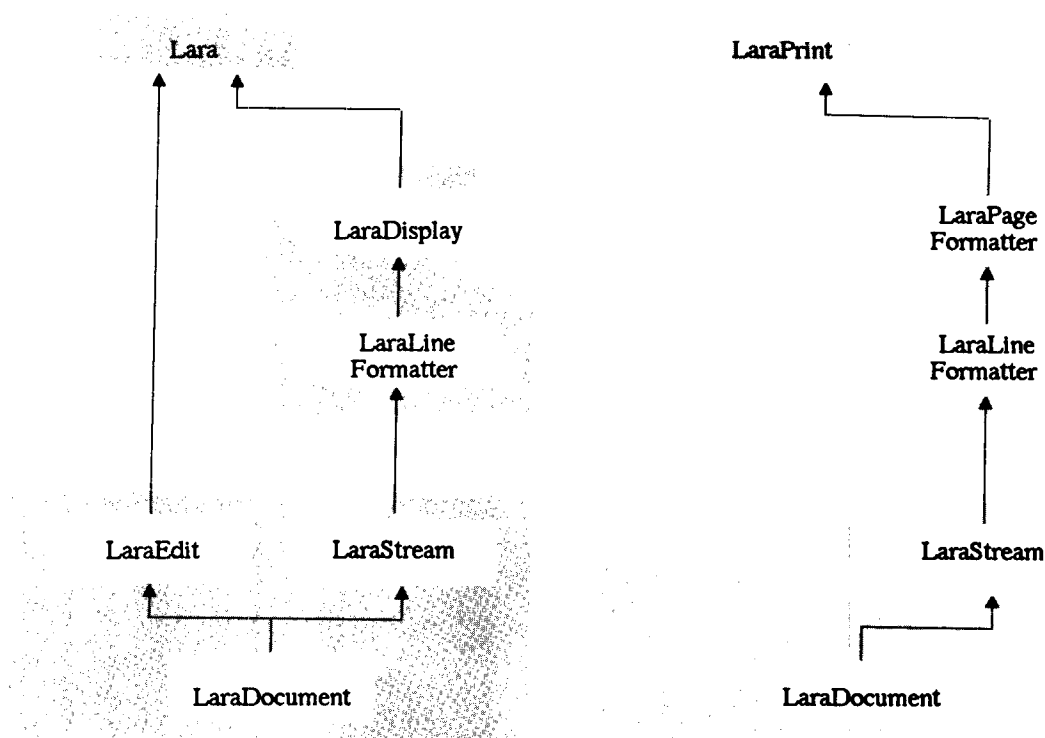 Lara
LaraPrint
LaraDisplay
LaraPage
Formatter
LaraLine
Formatter
LaraLine
Formatter
LaraEdit
LaraStream
LaraStream
LaraDocument
LaraDocument